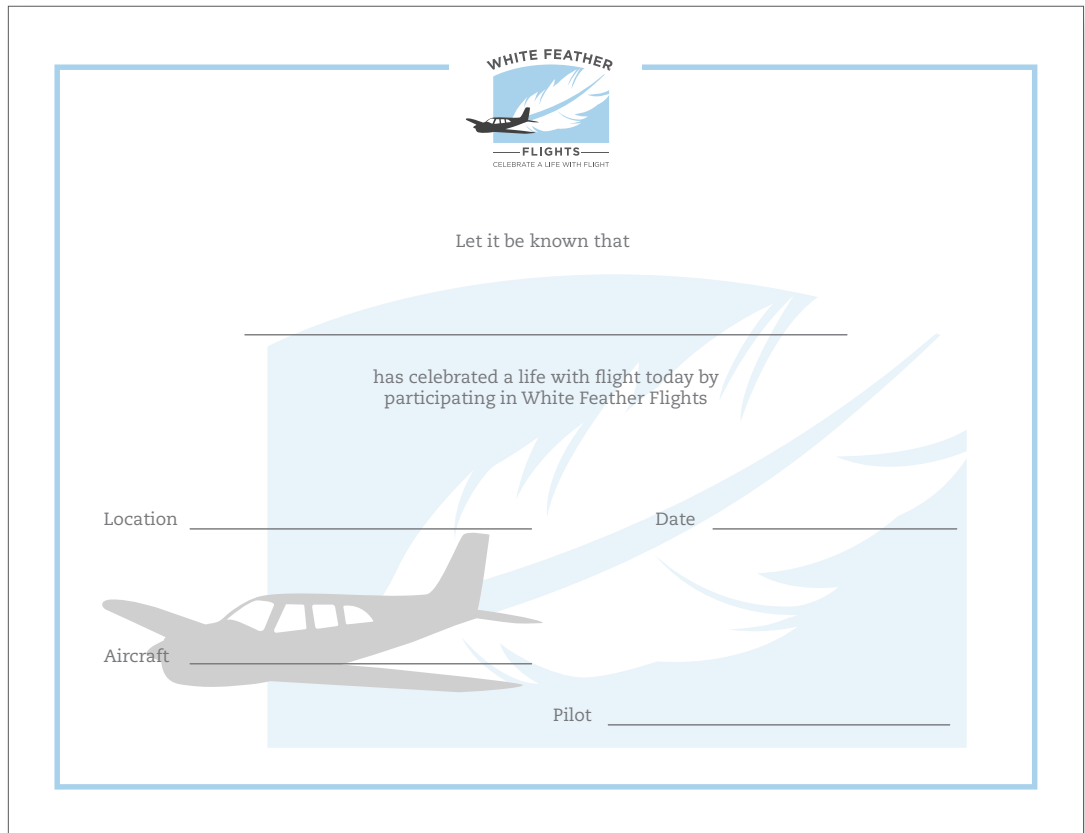 WHITE FEATHER
FLIGHTS
CELEBRATE A LIFE WITH FLIGHT
Let it be known that
has celebrated a life with flight today by
participating in White Feather Flights
Location
Date
Aircraft
Pilot